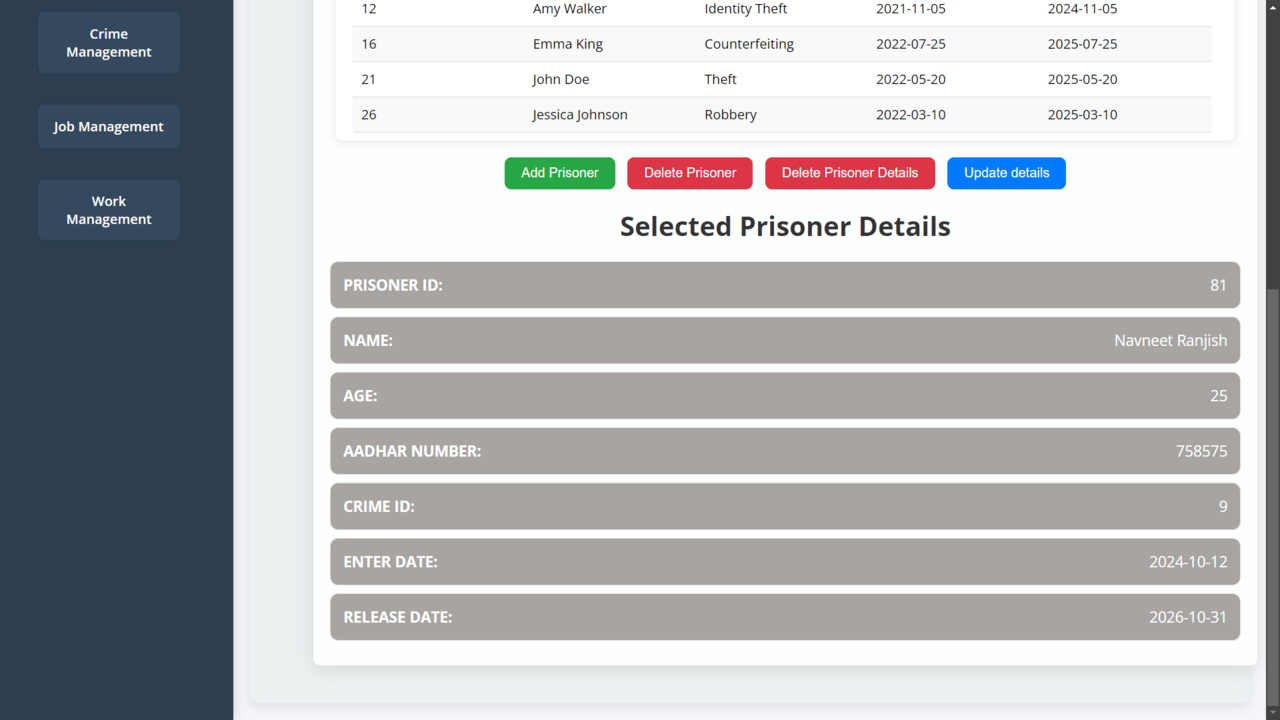 Crime
Management
Job Management
Work
Management
12 Amy Walker Identity Theft 2021-11-05 2024-11-05
16 Emma King Counterfeiting 2022-07-25 2025-07-25
21 John Doe Theft 2022-05-20 2025-05-20
26 Jessica Johnson Robbery 2022-03-10 2025-03-10
Add Prisoner Delete Prisoner Delete Prisoner Details Update details
Selected Prisoner Details
PRISONER ID: 81
NAME: Navneet Ranjish
AGE: 25
AADHAR NUMBER: 758575
CRIME ID: 9
ENTER DATE: 2024-10-12
RELEASE DATE: 2026-10-31